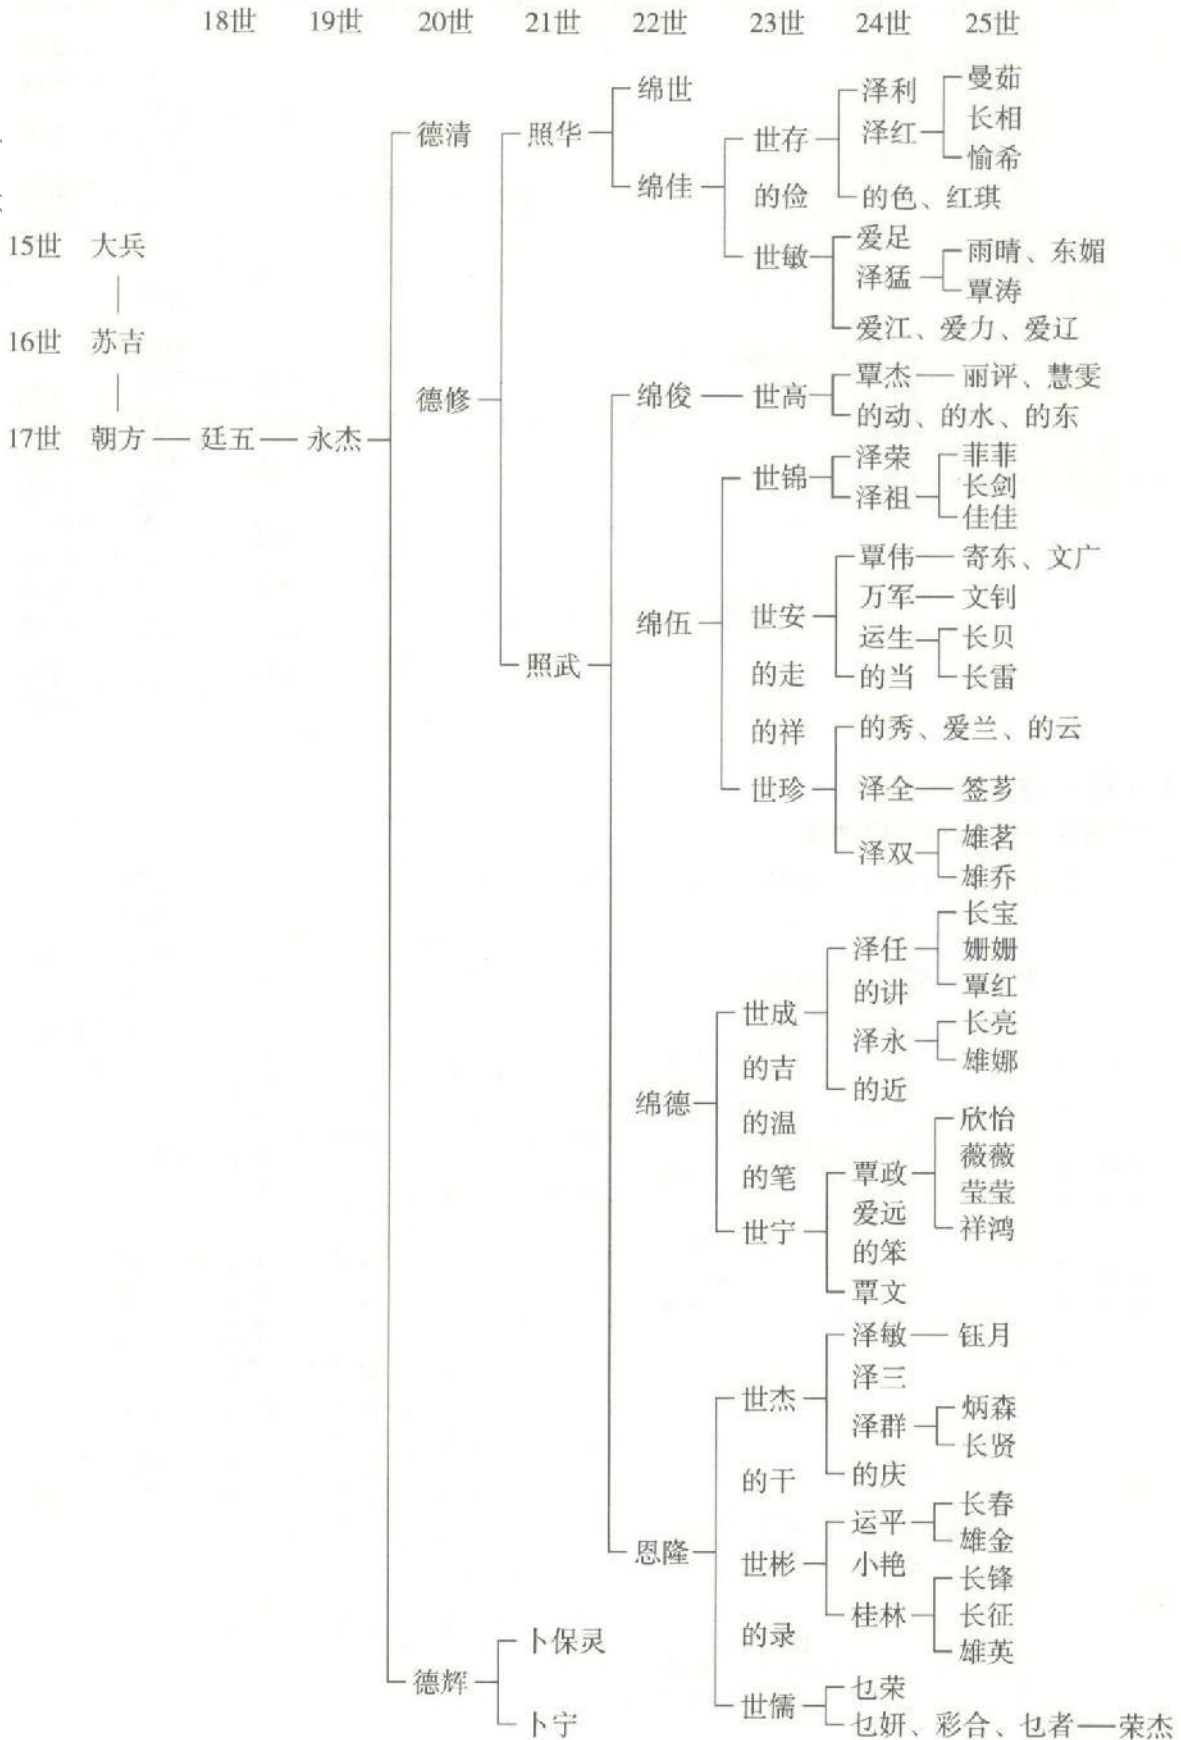 18世 19世 20世 21世 22世 23世 24世 25世
绵世
泽利
曼茹
德清
照华
世存
泽红
长相
愉希
绵佳
的俭
的色、红琪
15世 大兵
世敏
爱足
泽猛
雨晴、东媚
覃涛
爱江、爱力、爱辽
16世 苏吉
德修
绵俊
世高
覃杰
丽评、慧雯
的动、的水、的东
17世 朝方 廷五 永杰
世锦
泽荣
泽祖
菲菲
长剑
佳佳
覃伟
寄东、文广
绵伍
世安
万军
文钊
运生
长贝
照武
的走
的当
长雷
的祥
的秀、爱兰、的云
世珍
泽全
签芗
泽双
雄茗
雄乔
泽任
长宝
姗姗
覃红
的讲
世成
泽永
长亮
雄娜
的吉
的近
绵德
的温
的笔
覃政
欣怡
薇薇
莹莹
祥鸿
世宁
爱远
的笨
覃文
泽敏
钰月
世杰
泽三
泽群
炳森
长贤
的干
的庆
恩隆
世彬
运平
长春
雄金
小艳
桂林
长锋
长征
雄英
的录
德辉
卜保灵
卜宁
世儒
乜荣
乜妍、彩合、乜者 荣杰